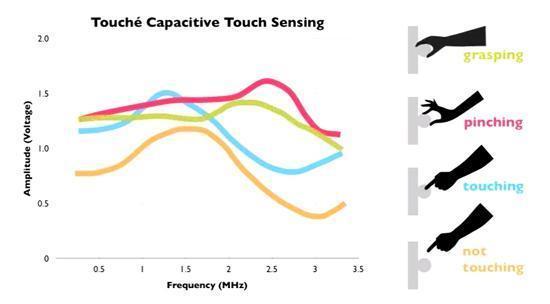 Touché Capacitive Touch Sensing
2.0
1.5
1.0
0.5
0
Amplitude (Voltage)
0.5
1
1.5
2
2.5
3
3.5
Frequency (MHz)
grasping
pinching
touching
not
touching